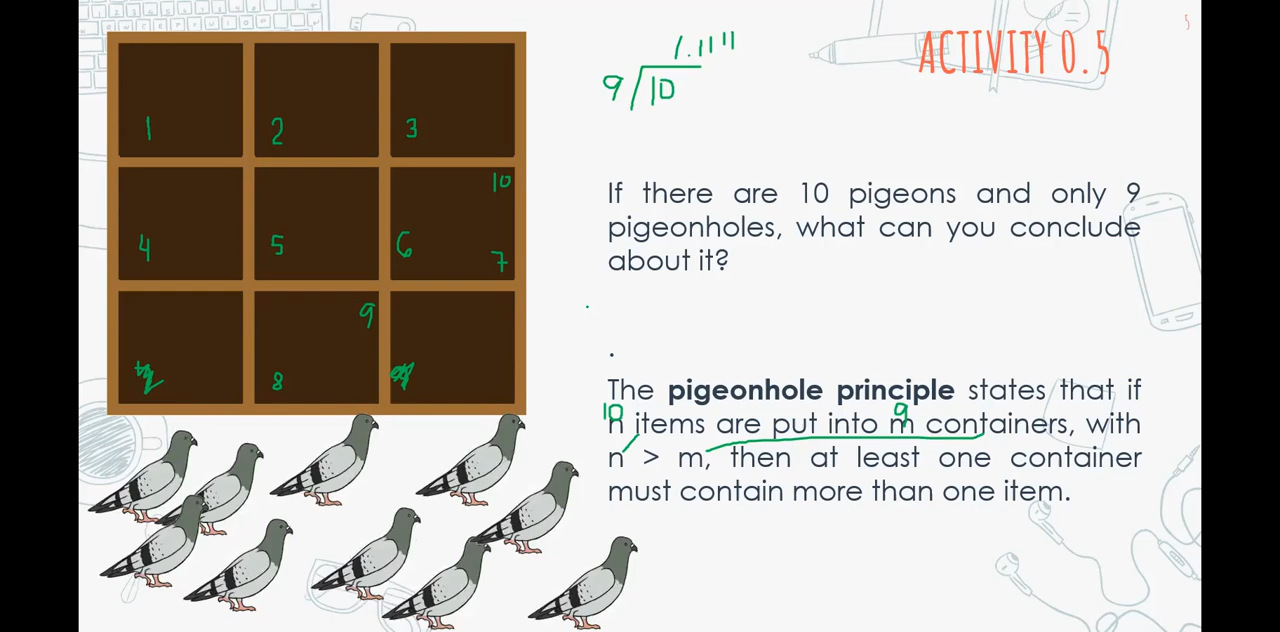 5
ACTIVITY 0.5
1.1111
9 10
1 2 3
10
4 5 6
7
9
8
If there are 10 pigeons and only 9
pigeonholes, what can you conclude
about it?
.
The pigeonhole principle states that if
10 9
n items are put into m containers, with
n > m, then at least one container
must contain more than one item.